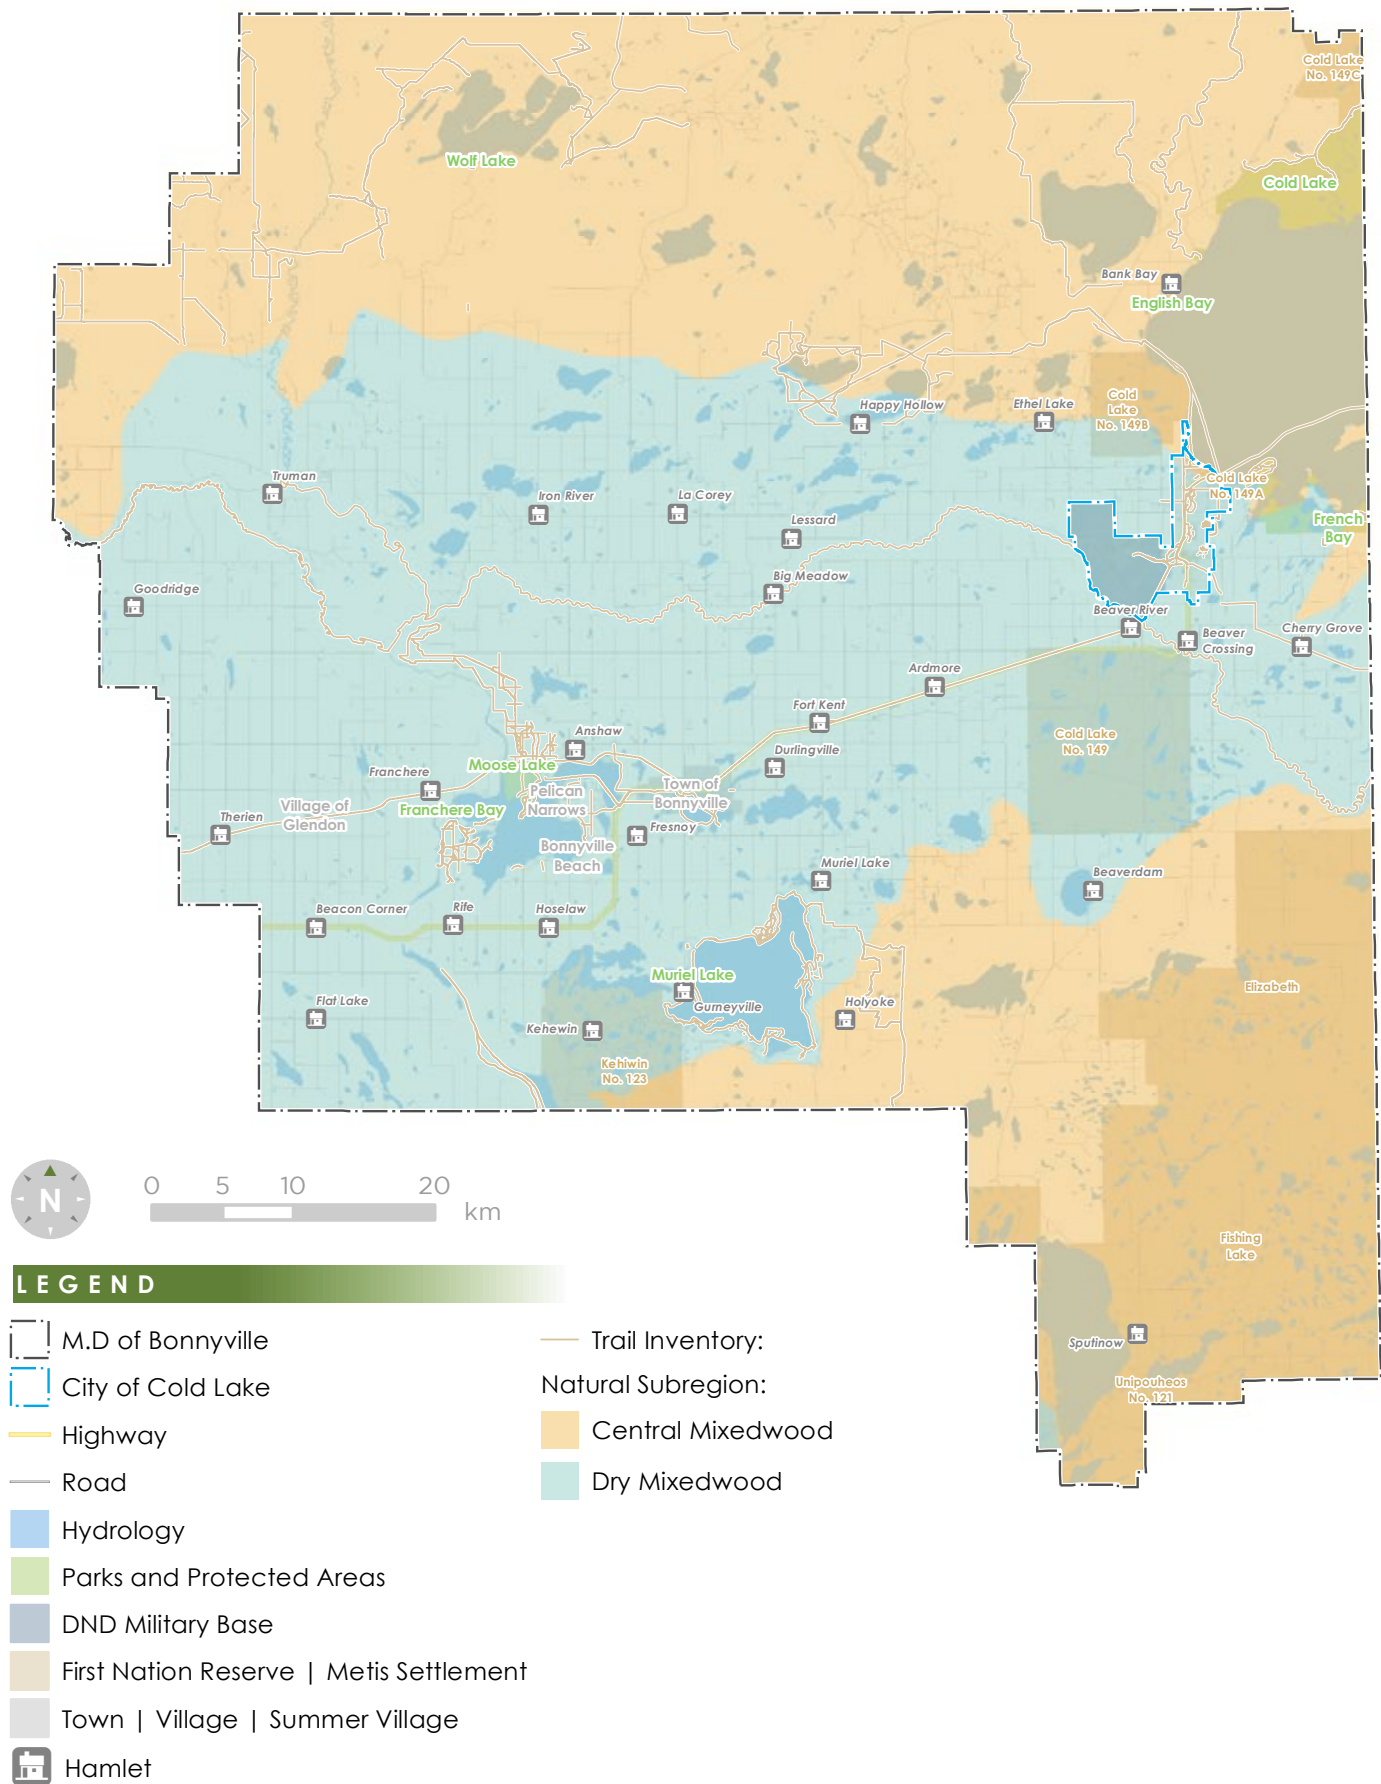 Cold Lake
No. 149C
Wolf Lake
Cold Lake
Bank Bay
English Bay
Cold
Lake
No. 149B
Happy Hollow
Ethel Lake
Truman
Iron River
La Corey
Cold Lake
No. 149A
Lessard
French
Bay
Big Meadow
Goodridge
Beaver River
Beaver
Crossing
Cherry Grove
Ardmore
Fort Kent
Anshaw
Cold Lake
No. 149
Durlingville
Moose Lake
Franchere
Pelican
Narrows
Town of
Bonnyville
Village of
Glendon
Franchere Bay
Therien
Fresnoy
Bonnyville
Beach
Muriel Lake
Beaverdam
Beacon Corner
Rife
Hoselaw
Muriel Lake
Gurneyville
Elizabeth
Flat Lake
Holyoke
Kehewin
Kehiwin
No. 123
Fishing
Lake
Sputinow
Unipouheos
No. 121
N
0 5 10 20
km
LEGEND
M.D of Bonnyville
City of Cold Lake
Highway
Road
Hydrology
Parks and Protected Areas
DND Military Base
First Nation Reserve | Metis Settlement
Town | Village | Summer Village
Hamlet
Trail Inventory:
Natural Subregion:
Central Mixedwood
Dry Mixedwood